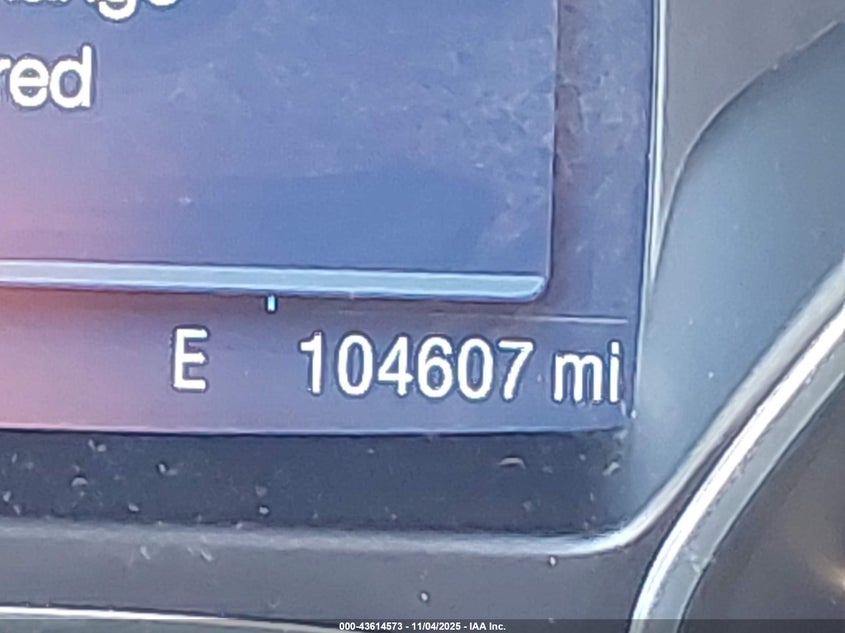 red
E 104607 mi
000-43614573 - 11/04/2025 - IAA Inc.